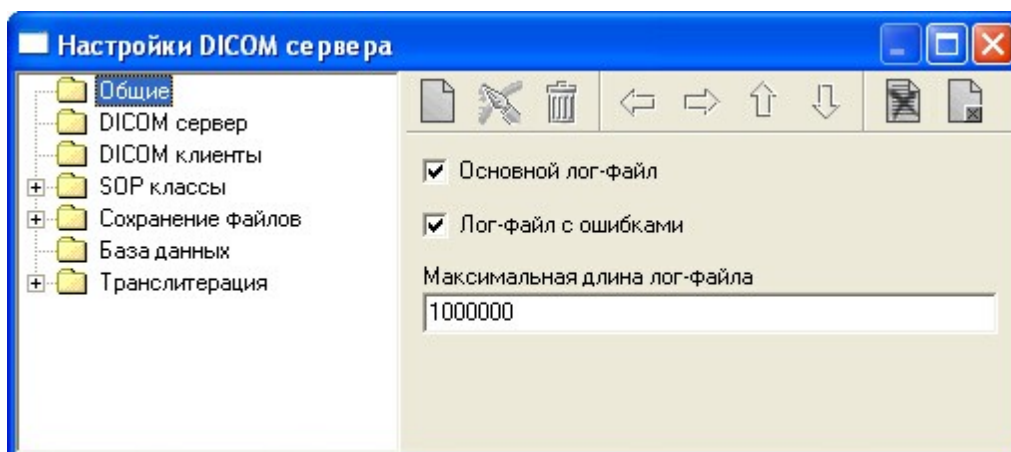 Настройки DICOM сервера
Общие
DICOM сервер
DICOM клиенты
SOP классы
Сохранение файлов
База данных
Транслитерация
Основной лог-файл
Лог-файл с ошибками
Максимальная длина лог-файла
1000000